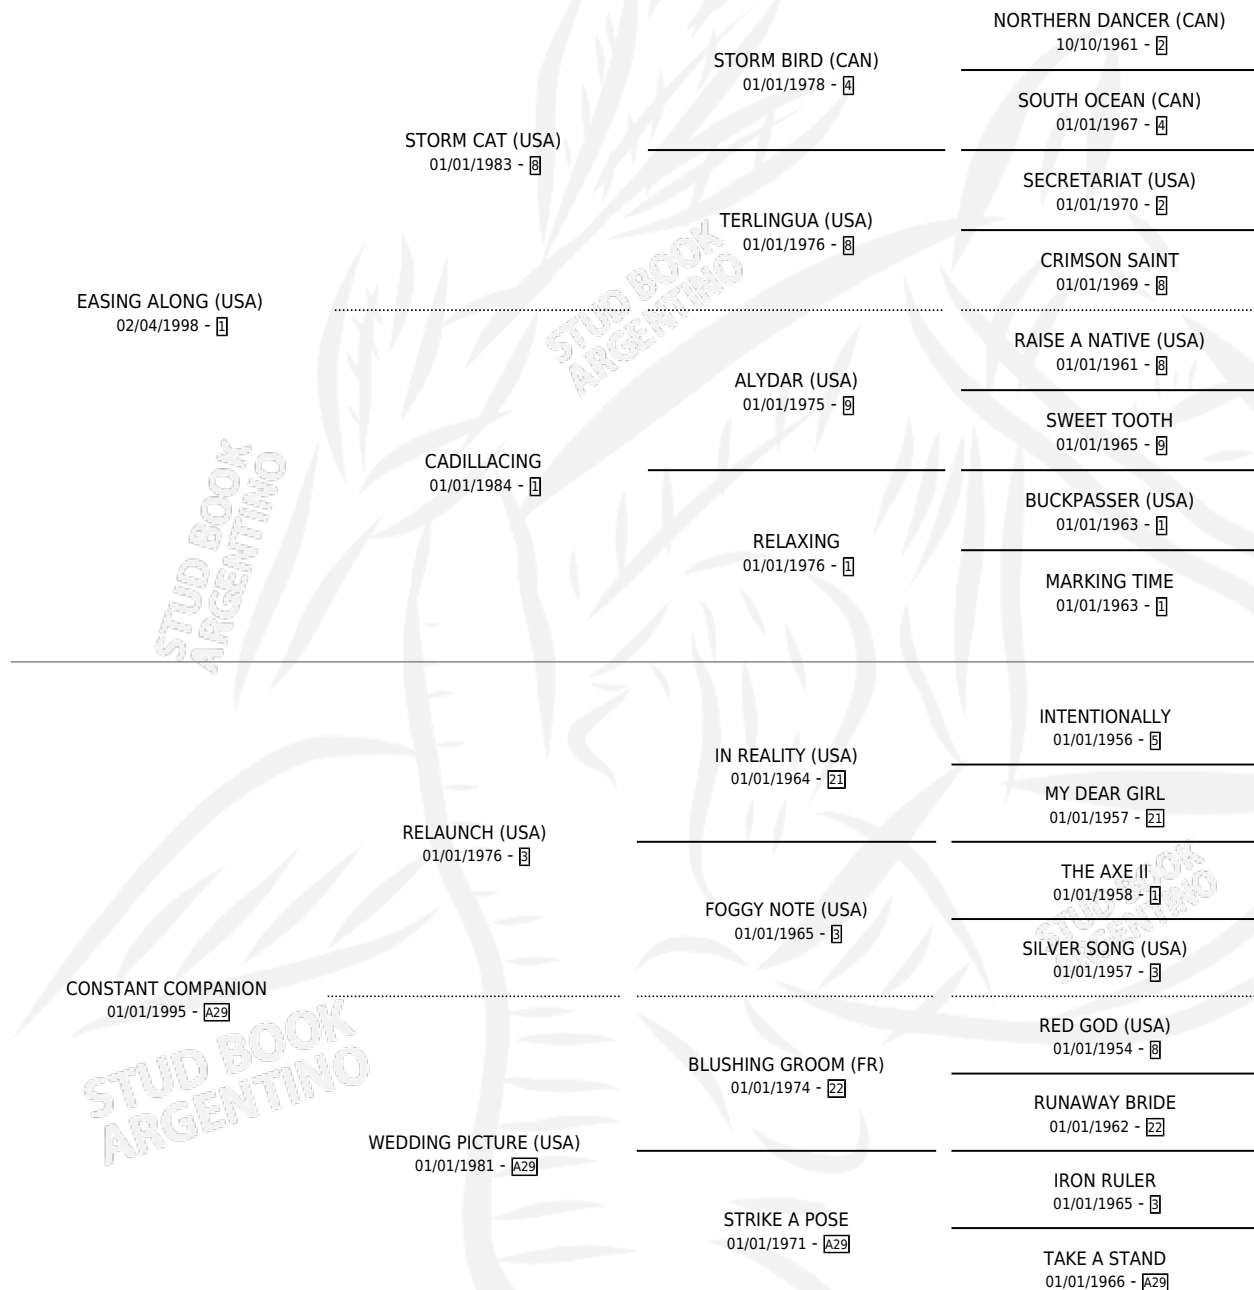 NORTHERN DANCER (CAN)
10/10/1961 - 2
STORM BIRD (CAN)
01/01/1978 - 4
SOUTH OCEAN (CAN)
01/01/1967 - 4
STORM CAT (USA)
01/01/1983 - 8
SECRETARIAT (USA)
01/01/1970 - 2
TERLINGUA (USA)
01/01/1976 - 8
CRIMSON SAINT
01/01/1969 - 8
EASING ALONG (USA)
02/04/1998 - 1
RAISE A NATIVE (USA)
01/01/1961 - 8
ALYDAR (USA)
01/01/1975 - 9
SWEET TOOTH
01/01/1965 - 9
CADILLACING
01/01/1984 - 1
BUCKPASSER (USA)
01/01/1963 - 1
RELAXING
01/01/1976 - 1
MARKING TIME
01/01/1963 - 1
INTENTIONALLY
01/01/1956 - 5
IN REALITY (USA)
01/01/1964 - 21
MY DEAR GIRL
01/01/1957 - 21
RELAUNCH (USA)
01/01/1976 - 3
THE AXE II
01/01/1958 - 1
FOGGY NOTE (USA)
01/01/1965 - 3
SILVER SONG (USA)
01/01/1957 - 3
CONSTANT COMPANION
01/01/1995 - A29
RED GOD (USA)
01/01/1954 - 8
BLUSHING GROOM (FR)
01/01/1974 - 22
RUNAWAY BRIDE
01/01/1962 - 22
WEDDING PICTURE (USA)
01/01/1981 - A29
IRON RULER
01/01/1965 - 3
STRIKE A POSE
01/01/1971 - A29
TAKE A STAND
01/01/1966 - A29
STUD BOOK
ARGENTINO
STUD BOOK
ARGENTINO
STUD BOOK
ARGENTINO
STUD BOOK
ARGENTINO